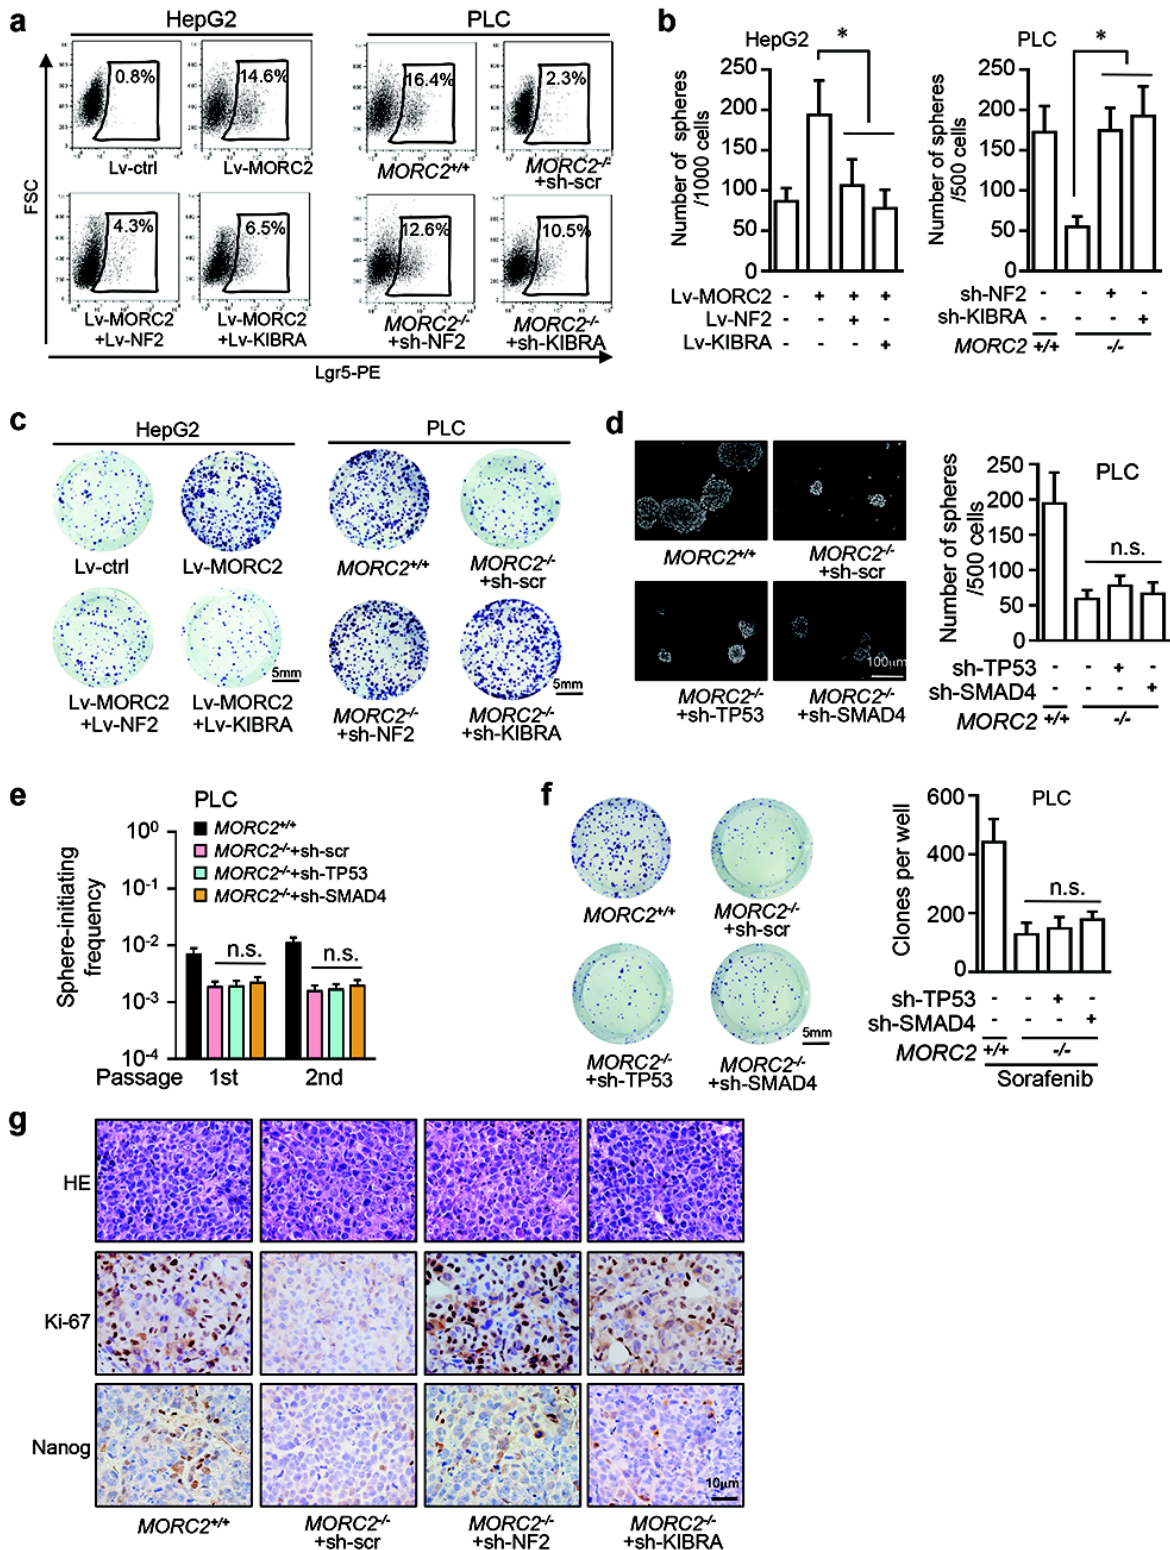 a
HepG2
PLC
FSC
0.8%
14.6%
16.4%
2.3%
Lv-ctrl
Lv-MORC2
MORC2+/+
MORC2-/-
+sh-scr
4.3%
6.5%
12.6%
10.5%
Lv-MORC2
+Lv-NF2
Lv-MORC2
+Lv-KIBRA
MORC2-/-
+sh-NF2
MORC2-/-
+sh-KIBRA
Lgr5-PE
b
HepG2
*
Number of spheres
/1000 cells
250
200
150
100
50
0
Lv-MORC2 - + + +
Lv-NF2 - - + -
Lv-KIBRA - - - +
PLC
*
Number of spheres
/500 cells
250
200
150
100
50
0
sh-NF2 - - + -
sh-KIBRA - - - +
MORC2 +/+ -/-
c
HepG2
PLC
Lv-ctrl
Lv-MORC2
MORC2+/+
MORC2-/-
+sh-scr
5mm
5mm
Lv-MORC2
+Lv-NF2
Lv-MORC2
+Lv-KIBRA
MORC2-/-
+sh-NF2
MORC2-/-
+sh-KIBRA
d
MORC2+/+
MORC2-/-
+sh-scr
100µm
MORC2-/-
+sh-TP53
MORC2-/-
+sh-SMAD4
PLC
Number of spheres
/500 cells
250
200
150
100
50
0
n.s.
sh-TP53 - - + -
sh-SMAD4 - - - +
MORC2 +/+ -/-
e
PLC
MORC2+/+
MORC2-/-+sh-scr
MORC2-/-+sh-TP53
MORC2-/-+sh-SMAD4
Sphere-initiating
frequency
10^0
10^-1
10^-2
10^-3
10^-4
n.s.
n.s.
Passage 1st 2nd
f
MORC2+/+
MORC2-/-
+sh-scr
5mm
MORC2-/-
+sh-TP53
MORC2-/-
+sh-SMAD4
PLC
Clones per well
600
400
200
0
n.s.
sh-TP53 - - + -
sh-SMAD4 - - - +
MORC2 +/+ -/-
Sorafenib
g
HE
Ki-67
Nanog
10µm
MORC2+/+
MORC2-/-
+sh-scr
MORC2-/-
+sh-NF2
MORC2-/-
+sh-KIBRA